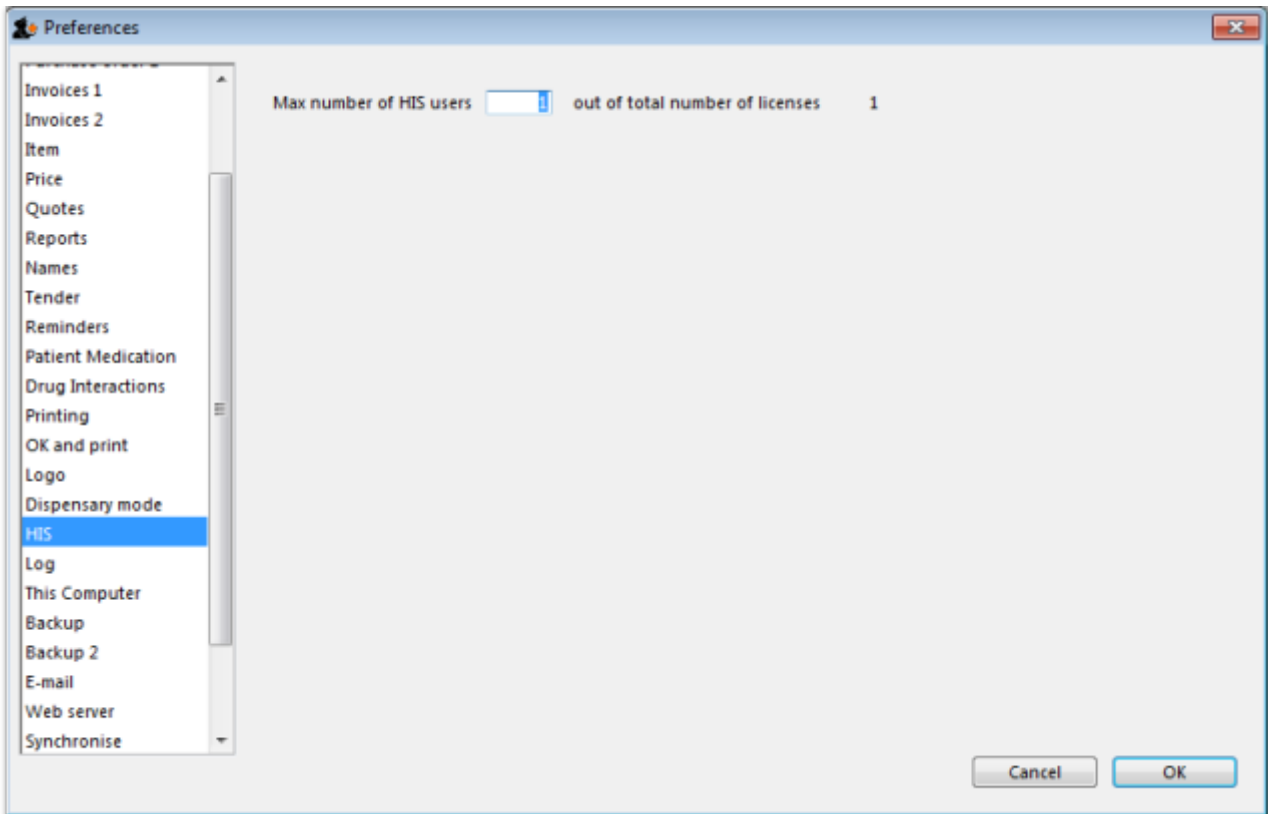 Preferences
Invoices 1
Invoices 2
Item
Price
Quotes
Reports
Names
Tender
Reminders
Patient Medication
Drug Interactions
Printing
OK and print
Logo
Dispensary mode
HIS
Log
This Computer
Backup
Backup 2
E-mail
Web server
Synchronise
Max number of HIS users 1 out of total number of licenses 1
Cancel OK